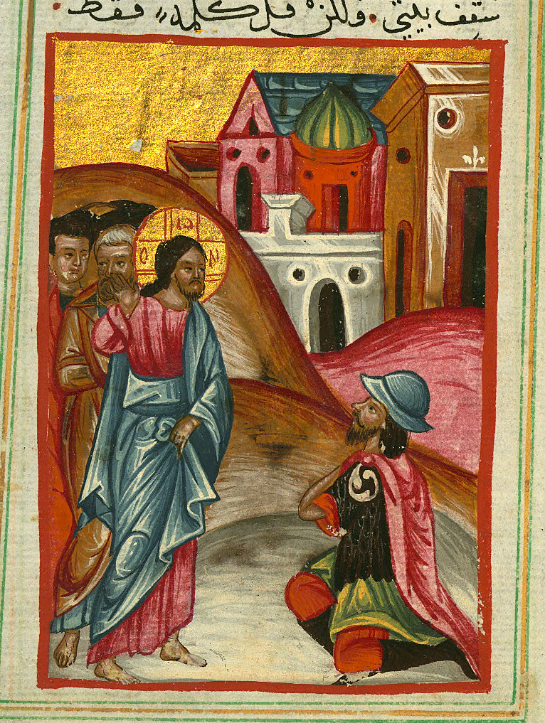 سقف بيتي • ولكن قل كلمة فقط •
Ο Ѡ Ν